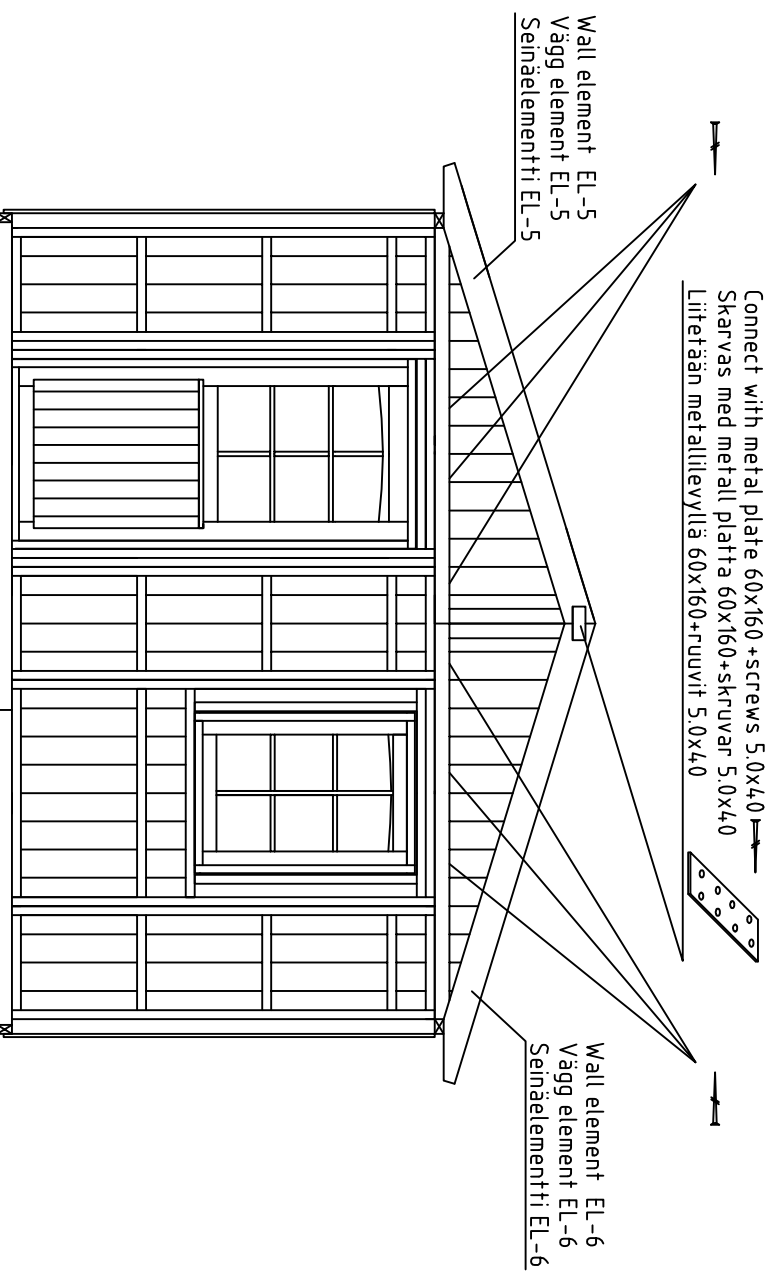 Connect with metal plate 60x160 +screws 5.0x40
Skarvas med metall platta 60x160+skruvar 5.0x40
Liitetään metallilevyllä 60x160+ruuvit 5.0x40
Wall element EL-5
Vägg element EL-5
Seinäelementti EL-5
Wall element EL-6
Vägg element EL-6
Seinäelementti EL-6